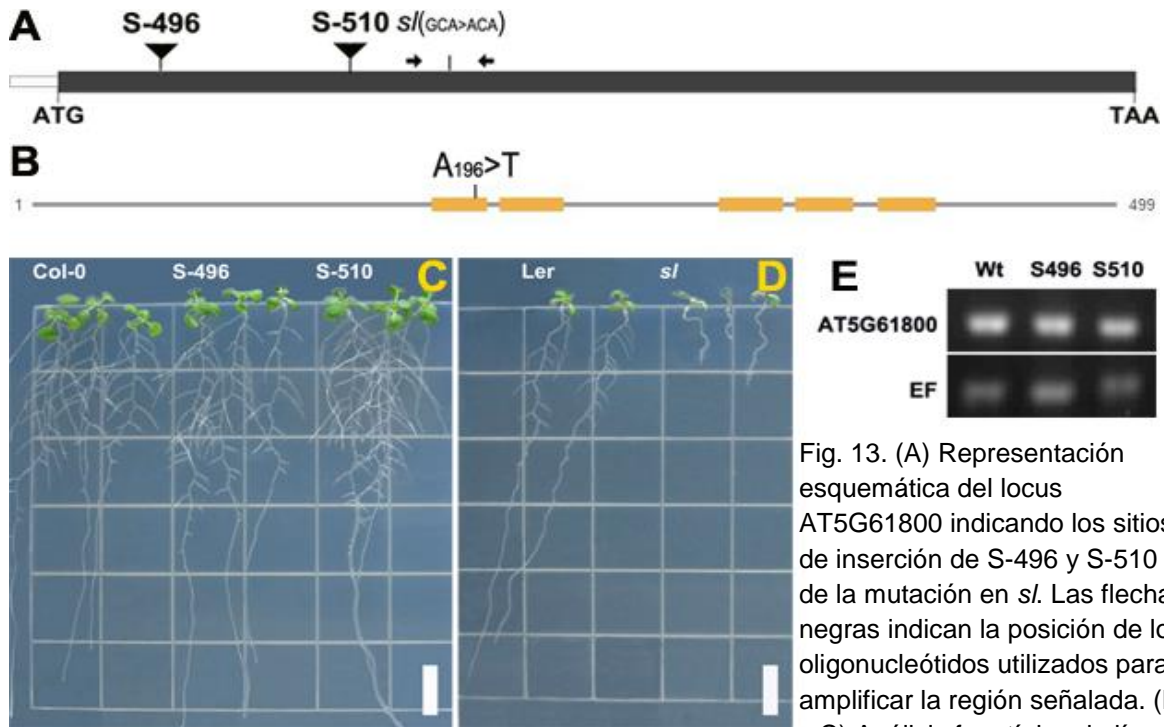 A
S-496 S-510 sl(GCA>ACA)
ATG TAA
B
A196>T
1 499
Col-0 S-496 S-510 C
Ler sl D
E
Wt S496 S510
AT5G61800
EF
Fig. 13. (A) Representación
esquemática del locus
AT5G61800 indicando los sitios
de inserción de S-496 y S-510
de la mutación en sl. Las flecha
negras indican la posición de lo
oligonucleótidos utilizados para
amplificar la región señalada. (